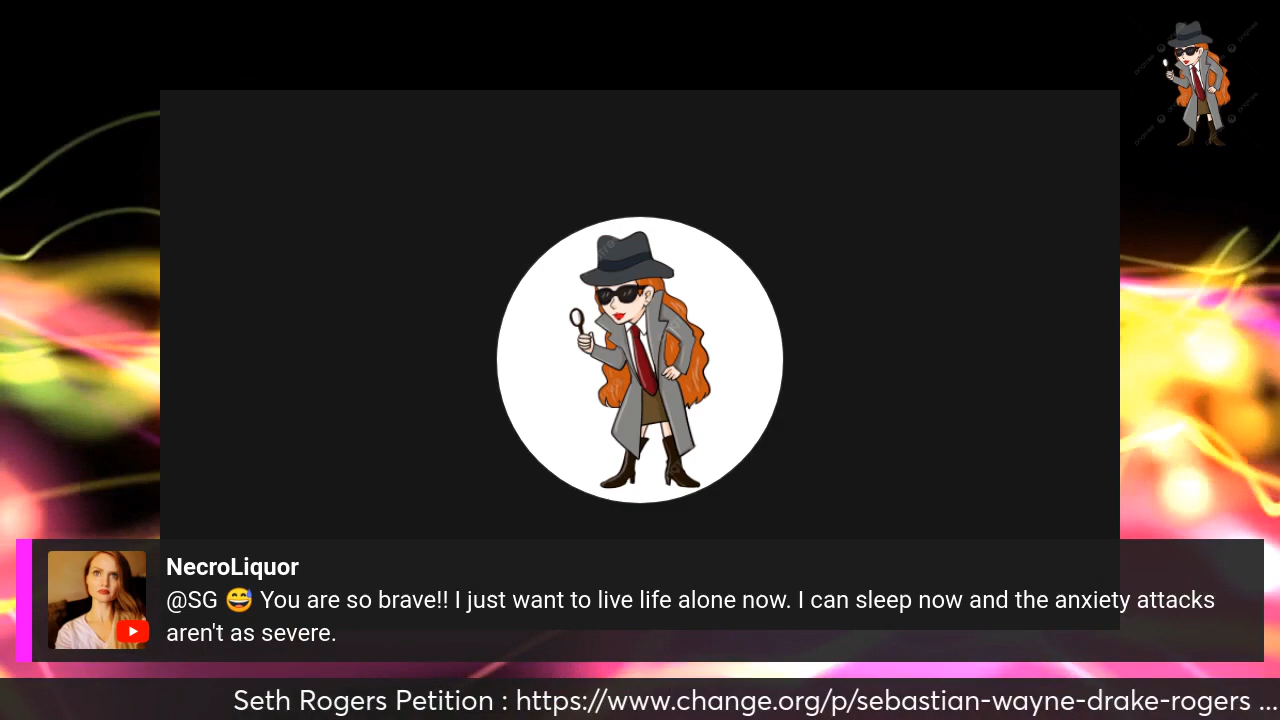 NecroLiquor
@SG 😅 You are so brave!! I just want to live life alone now. I can sleep now and the anxiety attacks
aren't as severe.
Seth Rogers Petition : https://www.change.org/p/sebastian-wayne-drake-rogers ...